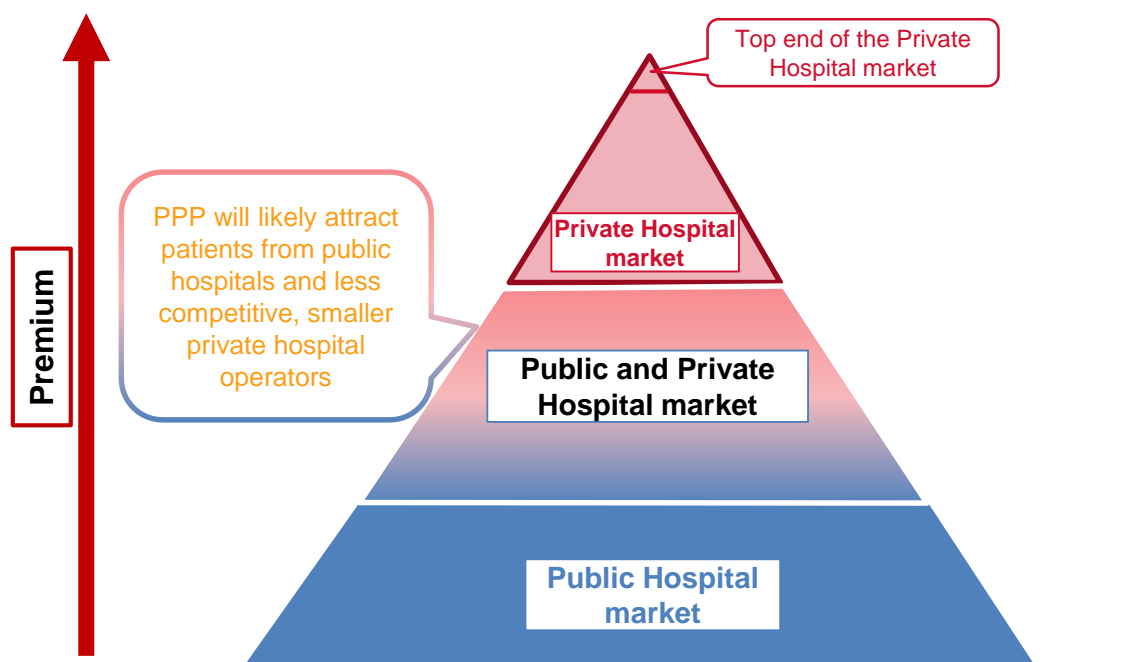 Top end of the Private
Hospital market
PPP will likely attract
patients from public
hospitals and less
competitive, smaller
private hospital
operators
Premium
Private Hospital
market
Public and Private
Hospital market
Public Hospital
market